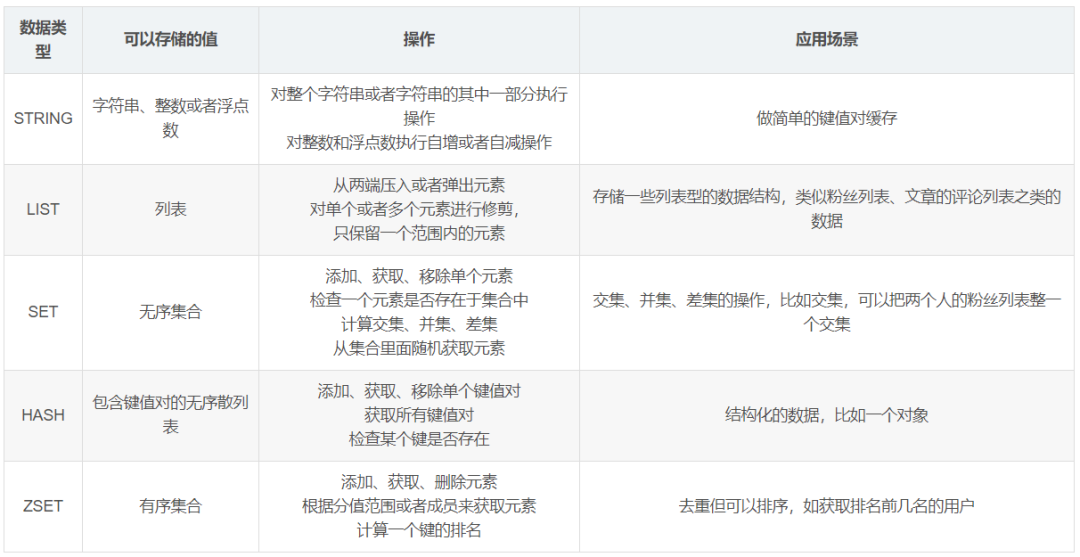 数据类
型
可以存储的值
操作
应用场景
STRING
字符串、整数或者浮点
数
对整个字符串或者字符串的其中一部分执行
操作
对整数和浮点数执行自增或者自减操作
做简单的键值对缓存
LIST
列表
从两端压入或者弹出元素
对单个或者多个元素进行修剪，
只保留一个范围内的元素
存储一些列表型的数据结构，类似粉丝列表、文章的评论列表之类的
数据
SET
无序集合
添加、获取、移除单个元素
检查一个元素是否存在于集合中
计算交集、并集、差集
从集合里面随机获取元素
交集、并集、差集的操作，比如交集，可以把两个人的粉丝列表整一
个交集
HASH
包含键值对的无序散列
表
添加、获取、移除单个键值对
获取所有键值对
检查某个键是否存在
结构化的数据，比如一个对象
ZSET
有序集合
添加、获取、删除元素
根据分值范围或者成员来获取元素
计算一个键的排名
去重但可以排序，如获取排名前几名的用户